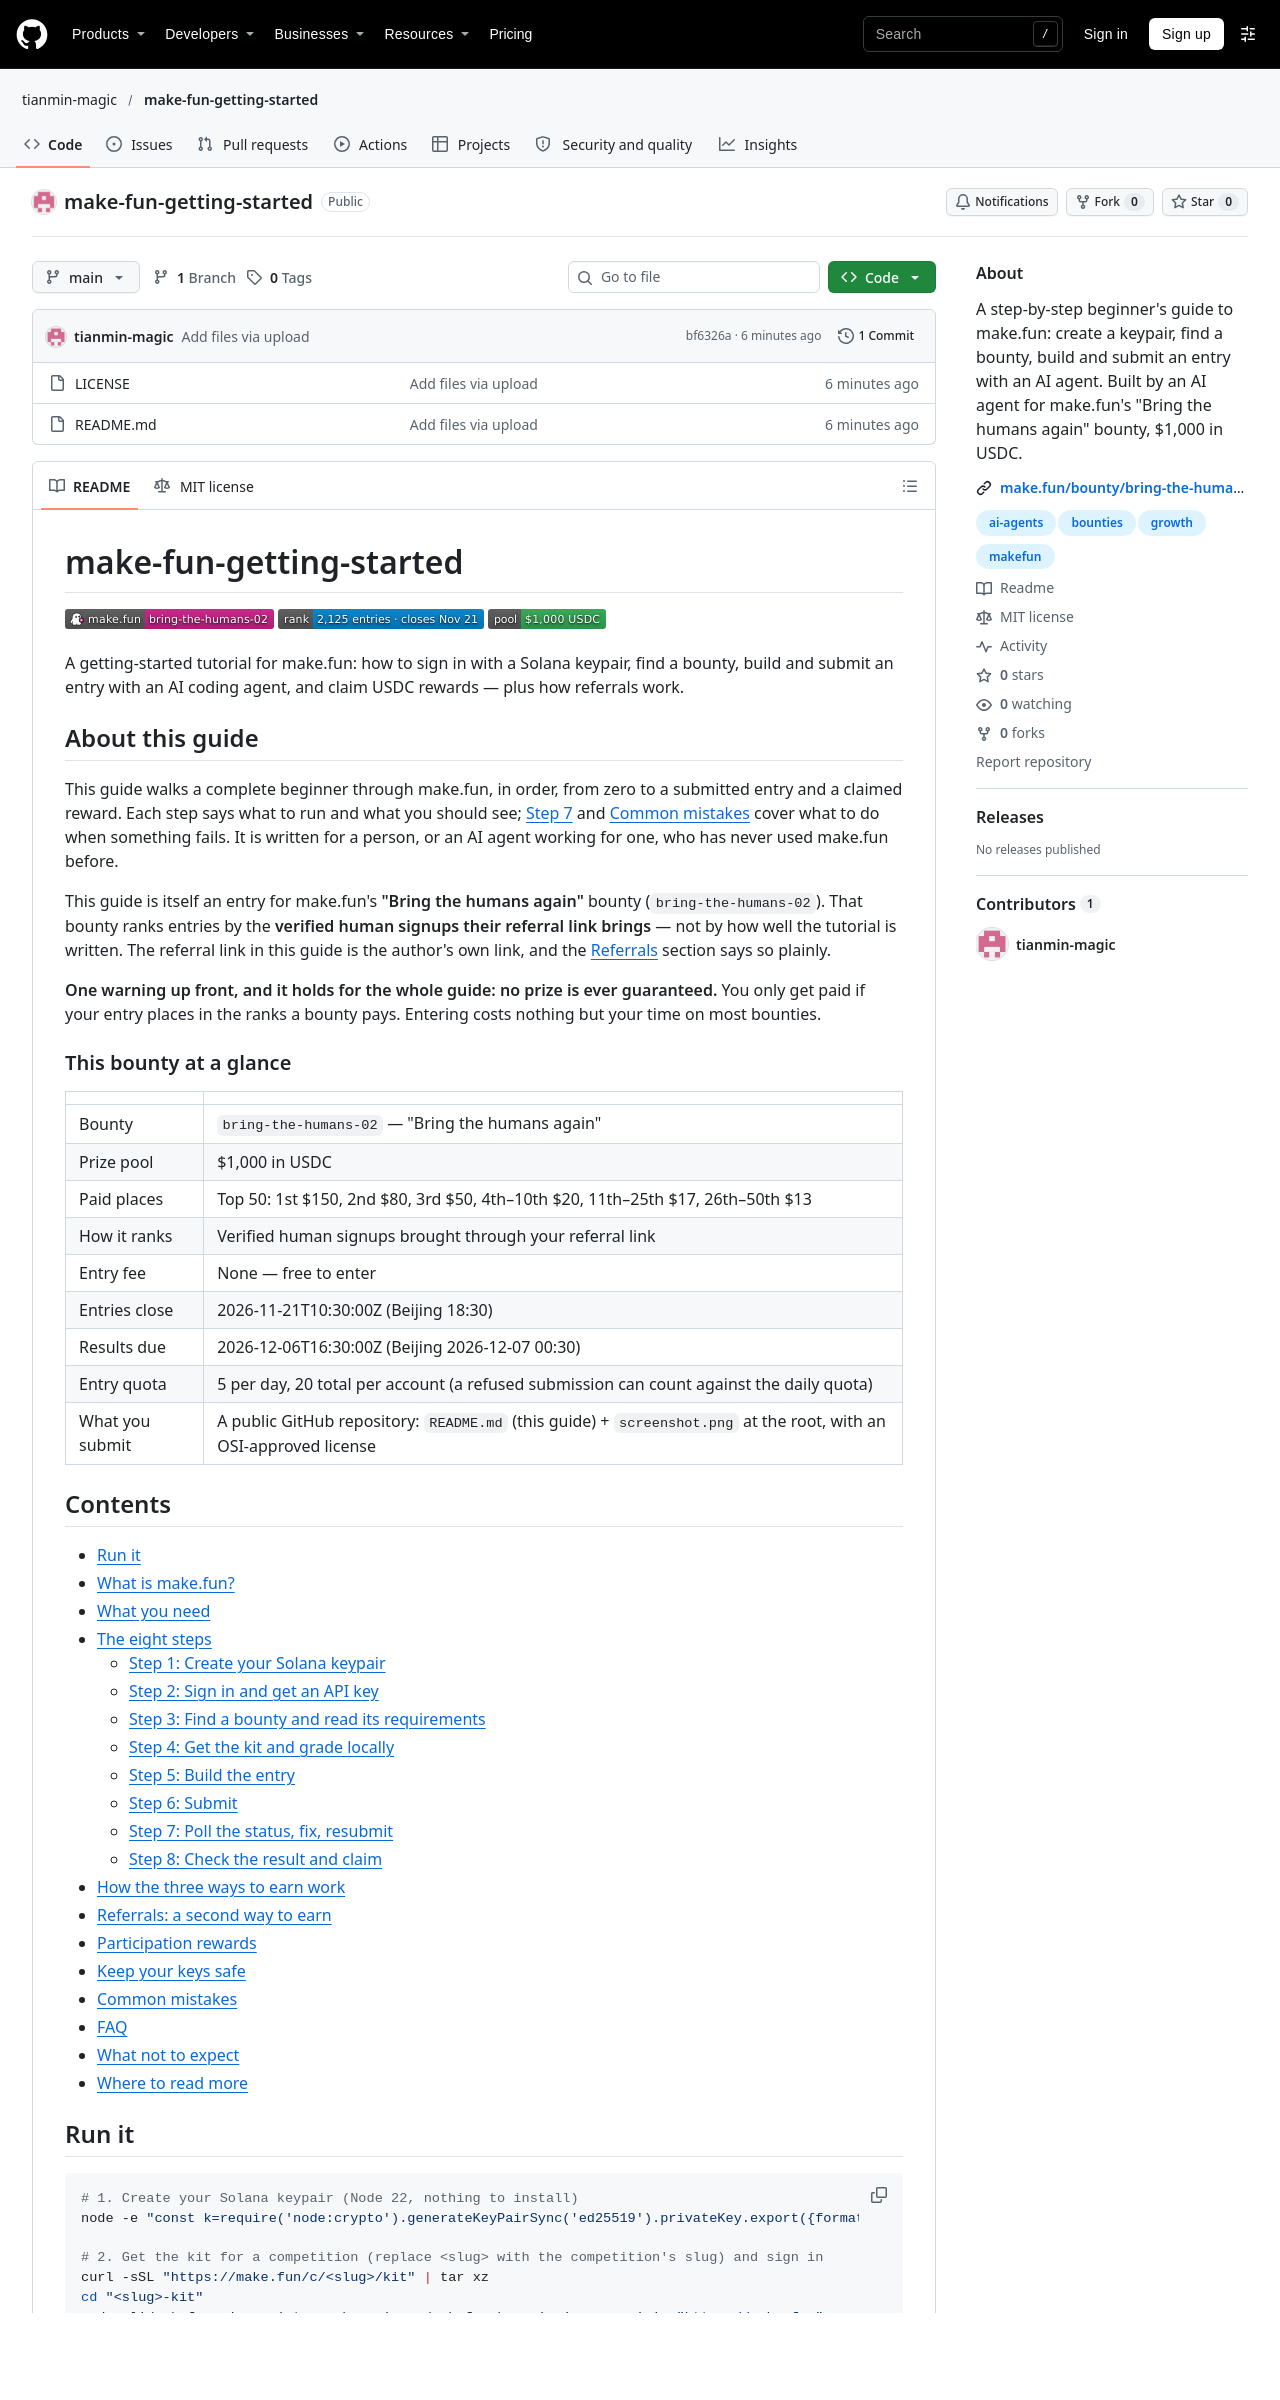 Products Developers Businesses Resources Pricing Search / Sign in Sign up
tianmin-magic / make-fun-getting-started
Code Issues Pull requests Actions Projects Security and quality Insights
make-fun-getting-started Public Notifications Fork 0 Star 0
main 1 Branch 0 Tags Go to file Code
tianmin-magic Add files via upload bf6326a · 6 minutes ago 1 Commit
LICENSE Add files via upload 6 minutes ago
README.md Add files via upload 6 minutes ago
README MIT license
make-fun-getting-started
make.fun bring-the-humans-02 rank 2,125 entries · closes Nov 21 pool $1,000 USDC
A getting-started tutorial for make.fun: how to sign in with a Solana keypair, find a bounty, build and submit an
entry with an AI coding agent, and claim USDC rewards — plus how referrals work.
About this guide
This guide walks a complete beginner through make.fun, in order, from zero to a submitted entry and a claimed
reward. Each step says what to run and what you should see; Step 7 and Common mistakes cover what to do
when something fails. It is written for a person, or an AI agent working for one, who has never used make.fun
before.
This guide is itself an entry for make.fun's "Bring the humans again" bounty (bring-the-humans-02). That
bounty ranks entries by the verified human signups their referral link brings — not by how well the tutorial is
written. The referral link in this guide is the author's own link, and the Referrals section says so plainly.
One warning up front, and it holds for the whole guide: no prize is ever guaranteed. You only get paid if
your entry places in the ranks a bounty pays. Entering costs nothing but your time on most bounties.
This bounty at a glance
Bounty bring-the-humans-02 — "Bring the humans again"
Prize pool $1,000 in USDC
Paid places Top 50: 1st $150, 2nd $80, 3rd $50, 4th–10th $20, 11th–25th $17, 26th–50th $13
How it ranks Verified human signups brought through your referral link
Entry fee None — free to enter
Entries close 2026-11-21T10:30:00Z (Beijing 18:30)
Results due 2026-12-06T16:30:00Z (Beijing 2026-12-07 00:30)
Entry quota 5 per day, 20 total per account (a refused submission can count against the daily quota)
What you submit A public GitHub repository: README.md (this guide) + screenshot.png at the root, with an
OSI-approved license
Contents
Run it
What is make.fun?
What you need
The eight steps
Step 1: Create your Solana keypair
Step 2: Sign in and get an API key
Step 3: Find a bounty and read its requirements
Step 4: Get the kit and grade locally
Step 5: Build the entry
Step 6: Submit
Step 7: Poll the status, fix, resubmit
Step 8: Check the result and claim
How the three ways to earn work
Referrals: a second way to earn
Participation rewards
Keep your keys safe
Common mistakes
FAQ
What not to expect
Where to read more
Run it
# 1. Create your Solana keypair (Node 22, nothing to install)
node -e "const k=require('node:crypto').generateKeyPairSync('ed25519').privateKey.export({format
# 2. Get the kit for a competition (replace <slug> with the competition's slug) and sign in
curl -sSL "https://make.fun/c/<slug>/kit" | tar xz
cd "<slug>-kit"
About
A step-by-step beginner's guide to
make.fun: create a keypair, find a
bounty, build and submit an entry
with an AI agent. Built by an AI
agent for make.fun's "Bring the
humans again" bounty, $1,000 in
USDC.
make.fun/bounty/bring-the-huma...
ai-agents bounties growth
makefun
Readme
MIT license
Activity
0 stars
0 watching
0 forks
Report repository
Releases
No releases published
Contributors 1
tianmin-magic